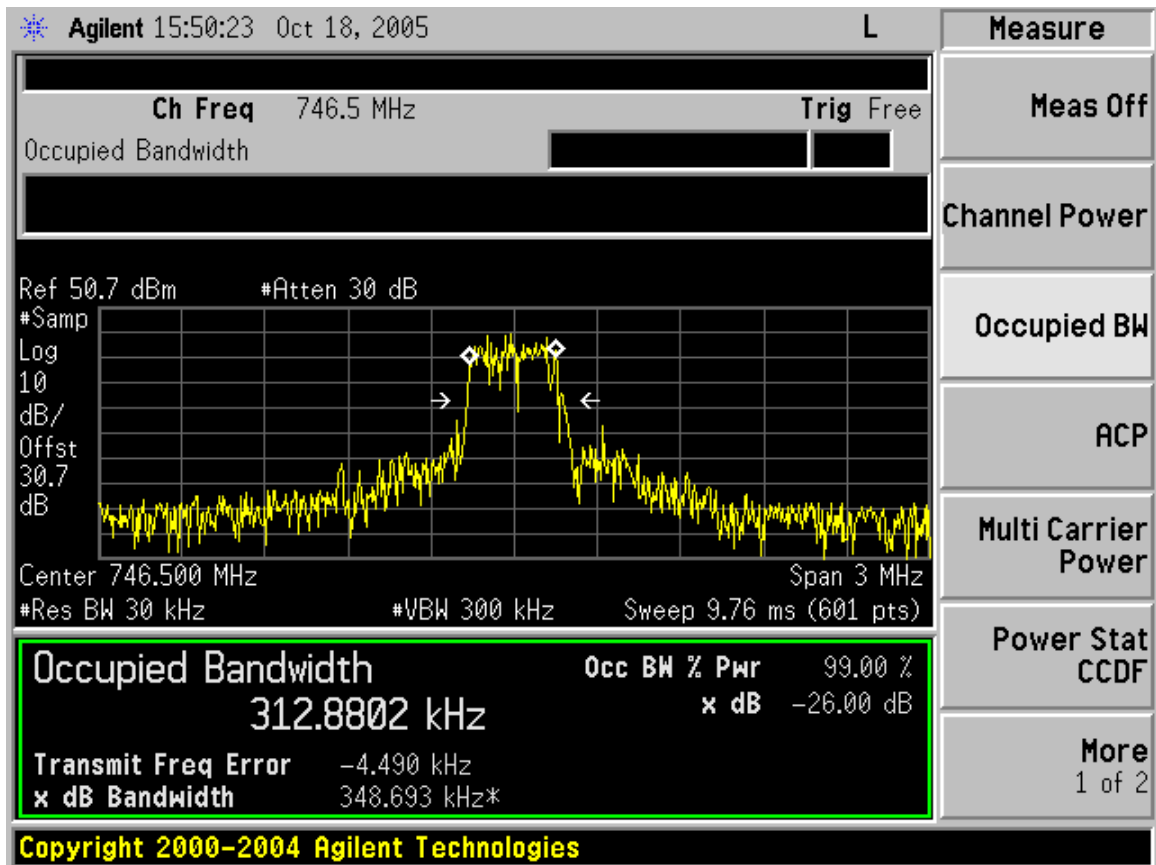 Agilent 15:50:23 Oct 18, 2005 L
Measure
Ch Freq 746.5 MHz Trig Free
Occupied Bandwidth
Ref 50.7 dBm #Atten 30 dB
#Samp
Log
10
dB/
Offst
30.7
dB
Center 746.500 MHz Span 3 MHz
#Res BW 30 kHz #VBW 300 kHz Sweep 9.76 ms (601 pts)
Occupied Bandwidth Occ BW % Pwr 99.00 %
312.8802 kHz x dB -26.00 dB
Transmit Freq Error -4.490 kHz
x dB Bandwidth 348.693 kHz*
Meas Off
Channel Power
Occupied BW
ACP
Multi Carrier
Power
Power Stat
CCDF
More
1 of 2
Copyright 2000-2004 Agilent Technologies